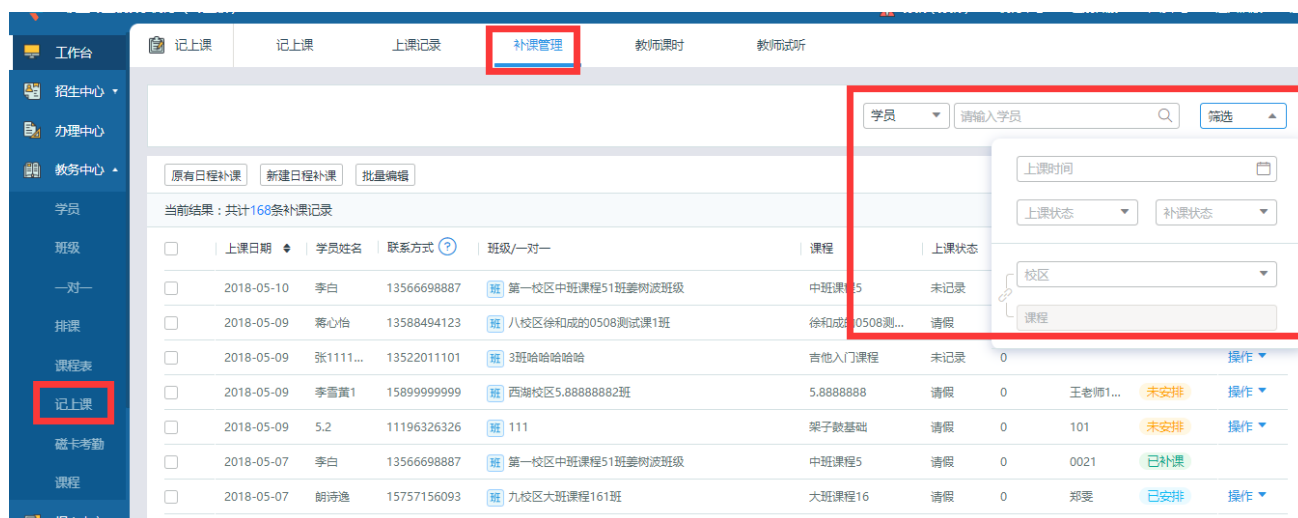 工作台
招生中心
办理中心
教务中心
学员
班级
一对一
排课
课程表
记上课
磁卡考勤
课程
记上课 记上课 上课记录 补课管理 教师课时 教师试听
学员 请输入学员 筛选
原有日程补课 新建日程补课 批量编辑
当前结果：共计168条补课记录
上课时间
上课状态 补课状态
校区
课程
上课日期 学员姓名 联系方式 ? 班级/一对一 课程 上课状态
2018-05-10 李白 13566698887 班 第一校区中班课程51班姜树波班级 中班课程5 未记录
2018-05-09 蒋心怡 13588494123 班 八校区徐和成的0508测试课1班 徐和成的0508测... 请假
2018-05-09 张1111... 13522011101 班 3班哈哈哈哈哈 吉他入门课程 未记录 0 操作
2018-05-09 李雪黄1 15899999999 班 西湖校区5.88888882班 5.8888888 请假 0 王老师1... 未安排 操作
2018-05-09 5.2 11196326326 班 111 架子鼓基础 请假 0 101 未安排 操作
2018-05-07 李白 13566698887 班 第一校区中班课程51班姜树波班级 中班课程5 请假 0 0021 已补课
2018-05-07 朗诗逸 15757156093 班 九校区大班课程161班 大班课程16 请假 0 郑雯 已安排 操作